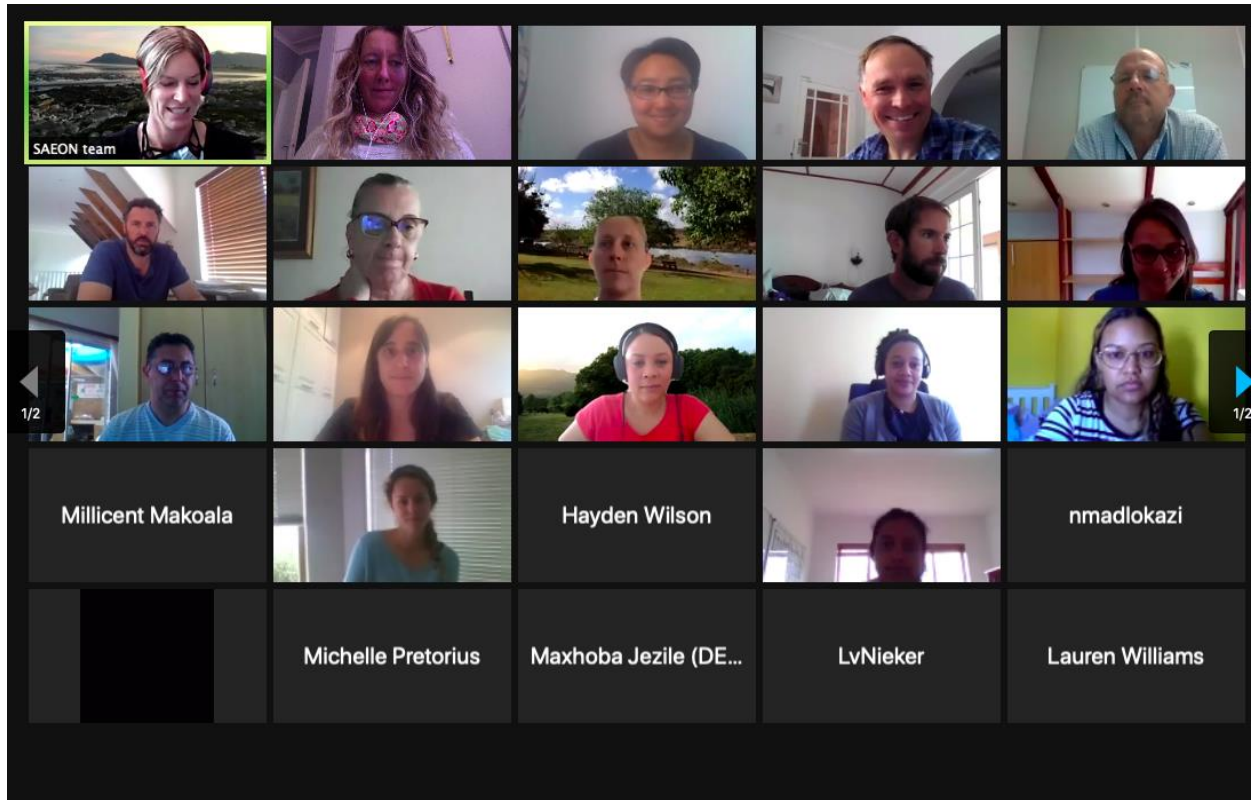 SAEON team
1/2
1/2
Millicent Makoala
Hayden Wilson
nmadlokazi
Michelle Pretorius
Maxhoba Jezile (DE...
LvNieker
Lauren Williams